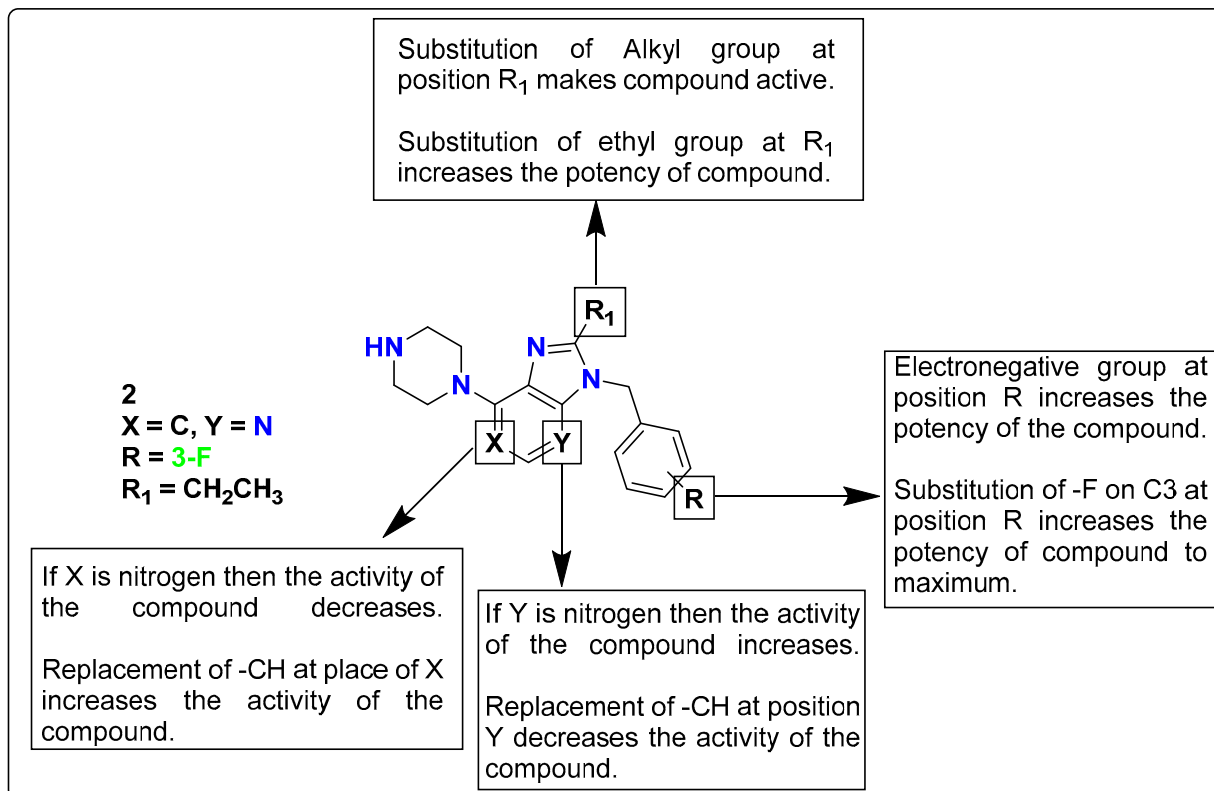 Substitution of Alkyl group at
position R₁ makes compound active.
Substitution of ethyl group at R₁
increases the potency of compound.
R₁
N
HN
N
N
X
Y
R
2
X = C, Y = N
R = 3-F
R₁ = CH₂CH₃
Electronegative group at
position R increases the
potency of the compound.
Substitution of -F on C3 at
position R increases the
potency of compound to
maximum.
If X is nitrogen then the activity of
the compound decreases.
Replacement of -CH at place of X
increases the activity of the
compound.
If Y is nitrogen then the activity
of the compound increases.
Replacement of -CH at position
Y decreases the activity of the
compound.